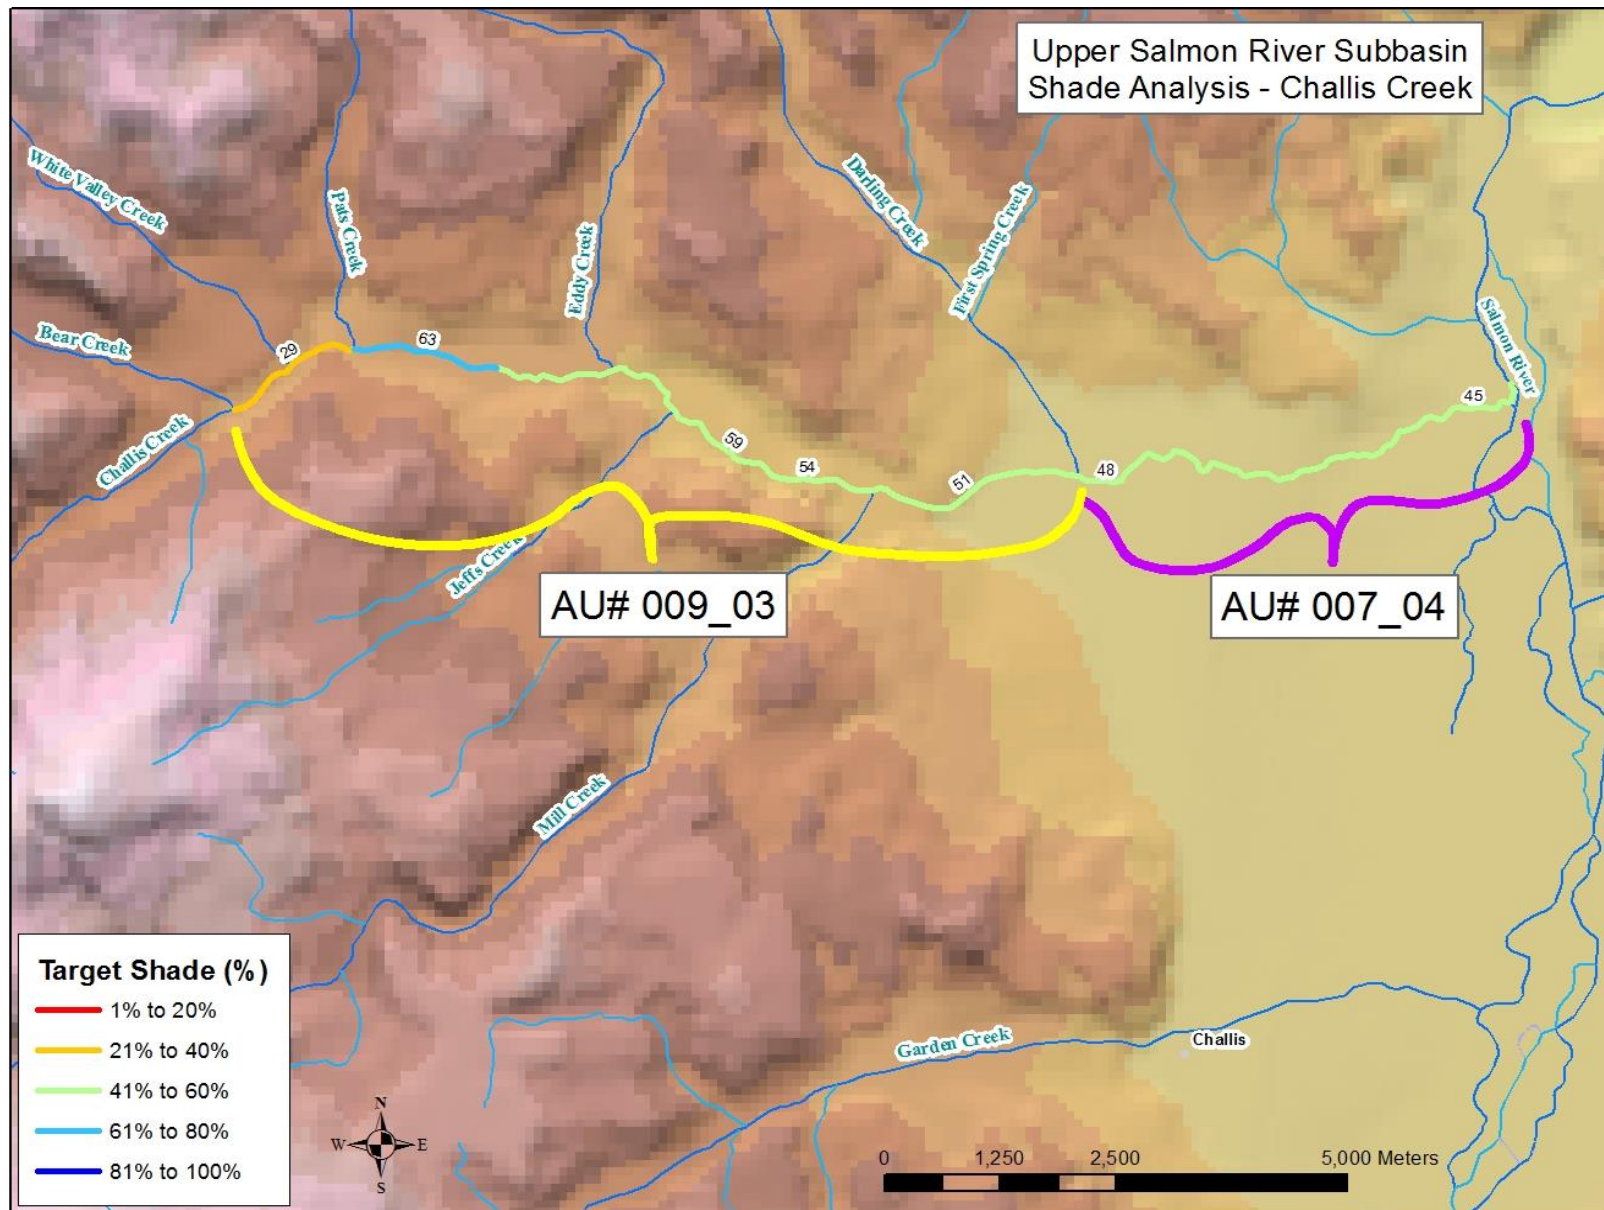 Upper Salmon River Subbasin
Shade Analysis - Challis Creek
White Valley Creek
Pats Creek
Eddy Creek
Darling Creek
First Spring Creek
Salmon River
Bear Creek
29
63
45
Challis Creek
59
54
51
48
Jeffs Creek
AU# 009_03
AU# 007_04
Mill Creek
Garden Creek
Challis
Target Shade (%)
1% to 20%
21% to 40%
41% to 60%
61% to 80%
81% to 100%
N
W E
S
0 1,250 2,500 5,000 Meters